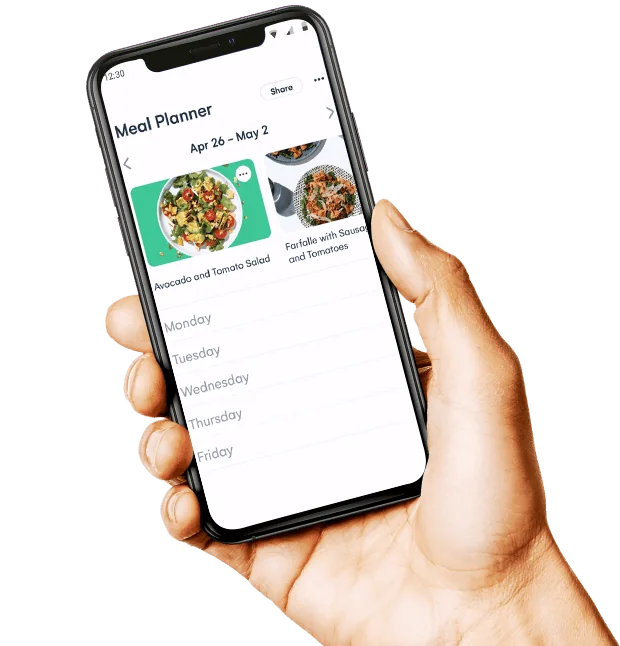 12:30
Share
Meal Planner
Apr 26 – May 2
Avocado and Tomato Salad
Farfalle with Sausag
and Tomatoes
Monday
Tuesday
Wednesday
Thursday
Friday